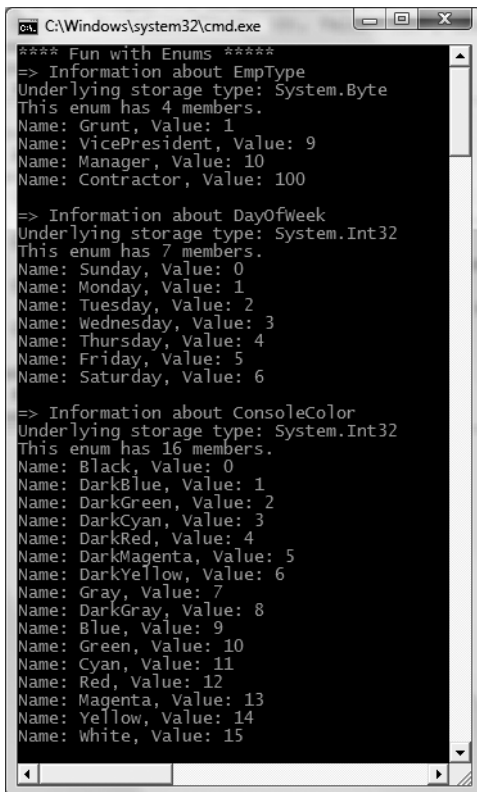 C:\Windows\system32\cmd.exe
**** Fun with Enums *****
=> Information about EmpType
Underlying storage type: System.Byte
This enum has 4 members.
Name: Grunt, Value: 1
Name: VicePresident, Value: 9
Name: Manager, Value: 10
Name: Contractor, Value: 100
=> Information about DayOfWeek
Underlying storage type: System.Int32
This enum has 7 members.
Name: Sunday, Value: 0
Name: Monday, Value: 1
Name: Tuesday, Value: 2
Name: Wednesday, Value: 3
Name: Thursday, Value: 4
Name: Friday, Value: 5
Name: Saturday, Value: 6
=> Information about ConsoleColor
Underlying storage type: System.Int32
This enum has 16 members.
Name: Black, Value: 0
Name: DarkBlue, Value: 1
Name: DarkGreen, Value: 2
Name: DarkCyan, Value: 3
Name: DarkRed, Value: 4
Name: DarkMagenta, Value: 5
Name: DarkYellow, Value: 6
Name: Gray, Value: 7
Name: DarkGray, Value: 8
Name: Blue, Value: 9
Name: Green, Value: 10
Name: Cyan, Value: 11
Name: Red, Value: 12
Name: Magenta, Value: 13
Name: Yellow, Value: 14
Name: White, Value: 15